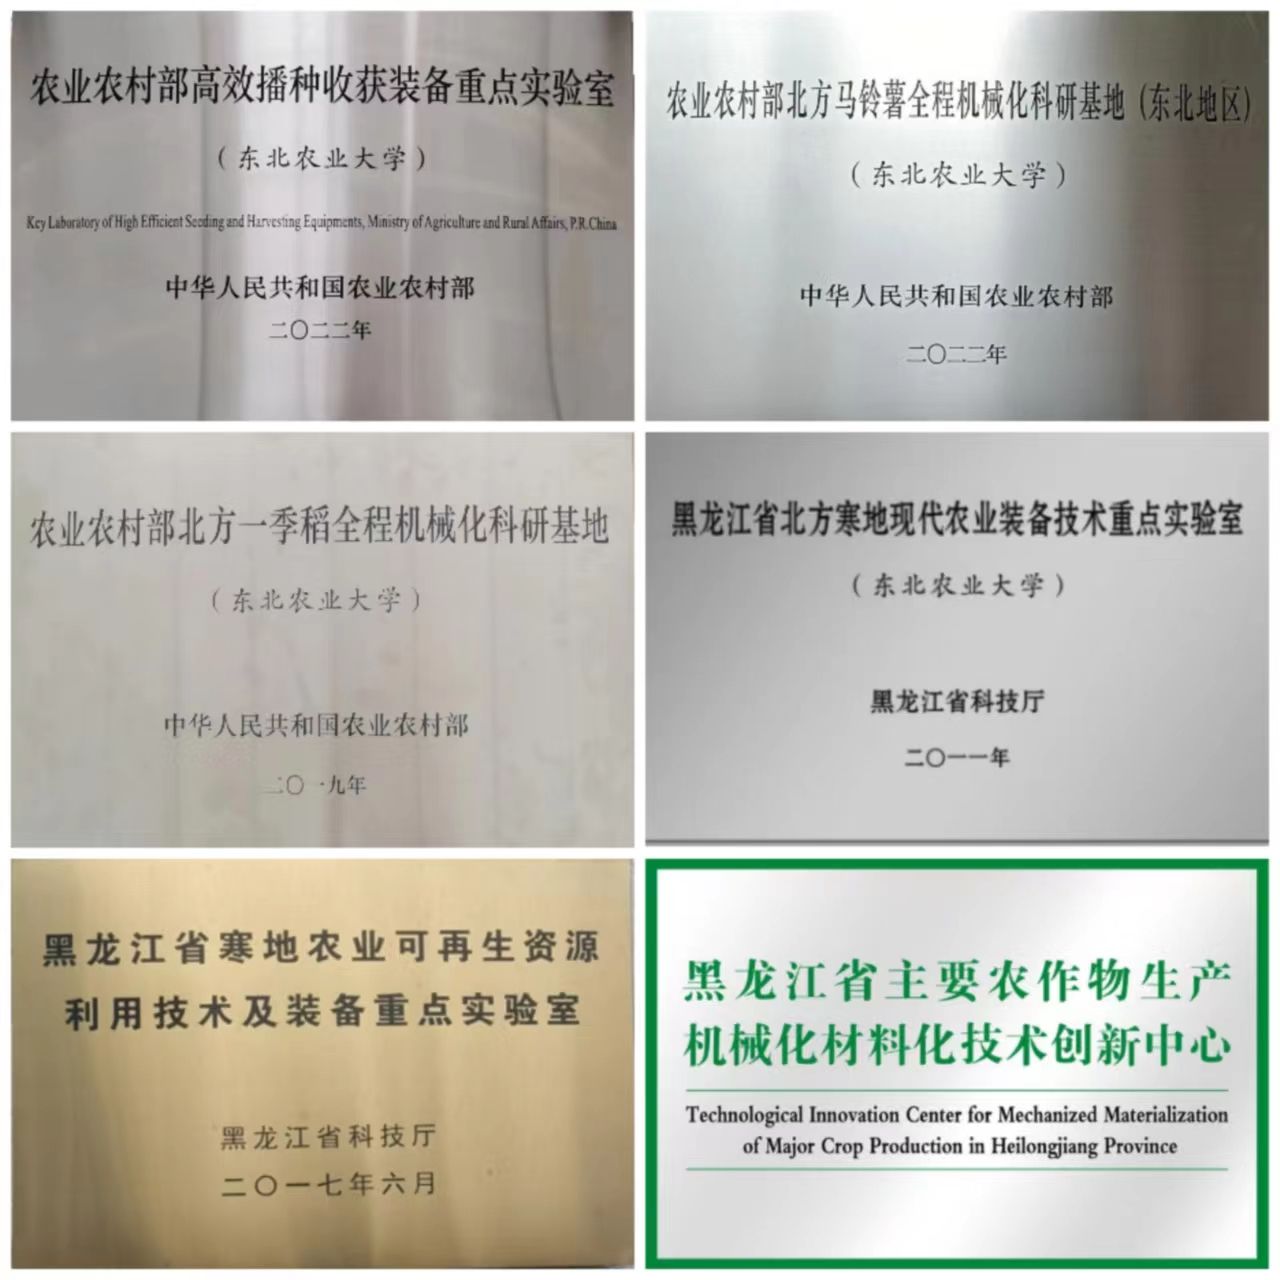 农业农村部高效播种收获装备重点实验室
（东北农业大学）
Key Laboratory of High Efficient Seeding and Harvesting Equipments, Ministry of Agriculture and Rural Affairs, P.R.China
中华人民共和国农业农村部
二〇二二年
农业农村部北方马铃薯全程机械化科研基地（东北地区）
（东北农业大学）
中华人民共和国农业农村部
二〇二二年
农业农村部北方一季稻全程机械化科研基地
（东北农业大学）
中华人民共和国农业农村部
二〇一九年
黑龙江省北方寒地现代农业装备技术重点实验室
（东北农业大学）
黑龙江省科技厅
二〇一一年
黑龙江省寒地农业可再生资源
利用技术及装备重点实验室
黑龙江省科技厅
二〇一七年六月
黑龙江省主要农作物生产
机械化材料化技术创新中心
Technological Innovation Center for Mechanized Materialization
of Major Crop Production in Heilongjiang Province